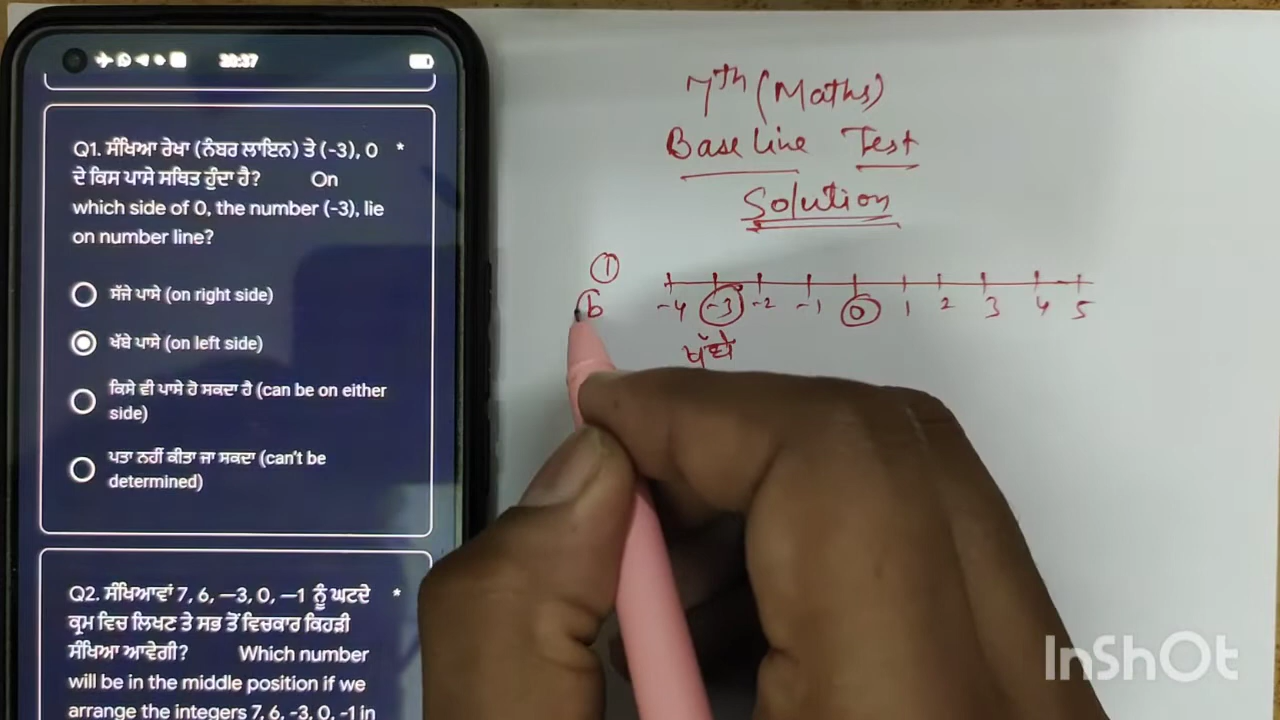 20:37
Q1. ਸੰਖਿਆ ਰੇਖਾ (ਨੰਬਰ ਲਾਇਨ) ਤੇ (-3), 0 *
ਦੇ ਕਿਸ ਪਾਸੇ ਸਥਿਤ ਹੁੰਦਾ ਹੈ? On
which side of 0, the number (-3), lie
on number line?
ਸੱਜੇ ਪਾਸੇ (on right side)
ਖੱਬੇ ਪਾਸੇ (on left side)
ਕਿਸੇ ਵੀ ਪਾਸੇ ਹੋ ਸਕਦਾ ਹੈ (can be on either
side)
ਪਤਾ ਨਹੀਂ ਕੀਤਾ ਜਾ ਸਕਦਾ (can't be
determined)
Q2. ਸੰਖਿਆਵਾਂ 7, 6, –3, 0, –1 ਨੂੰ ਘਟਦੇ *
ਕ੍ਰਮ ਵਿਚ ਲਿਖਣ ਤੇ ਸਭ ਤੋਂ ਵਿਚਕਾਰ ਕਿਹੜੀ
ਸੰਖਿਆ ਆਵੇਗੀ? Which number
will be in the middle position if we
arrange the integers 7, 6, -3, 0, -1 in
7th (Maths)
Base line Test
Solution
1
b -4 -3 -2 -1 0 1 2 3 4 5
ਖੱਬੇ
InShOt